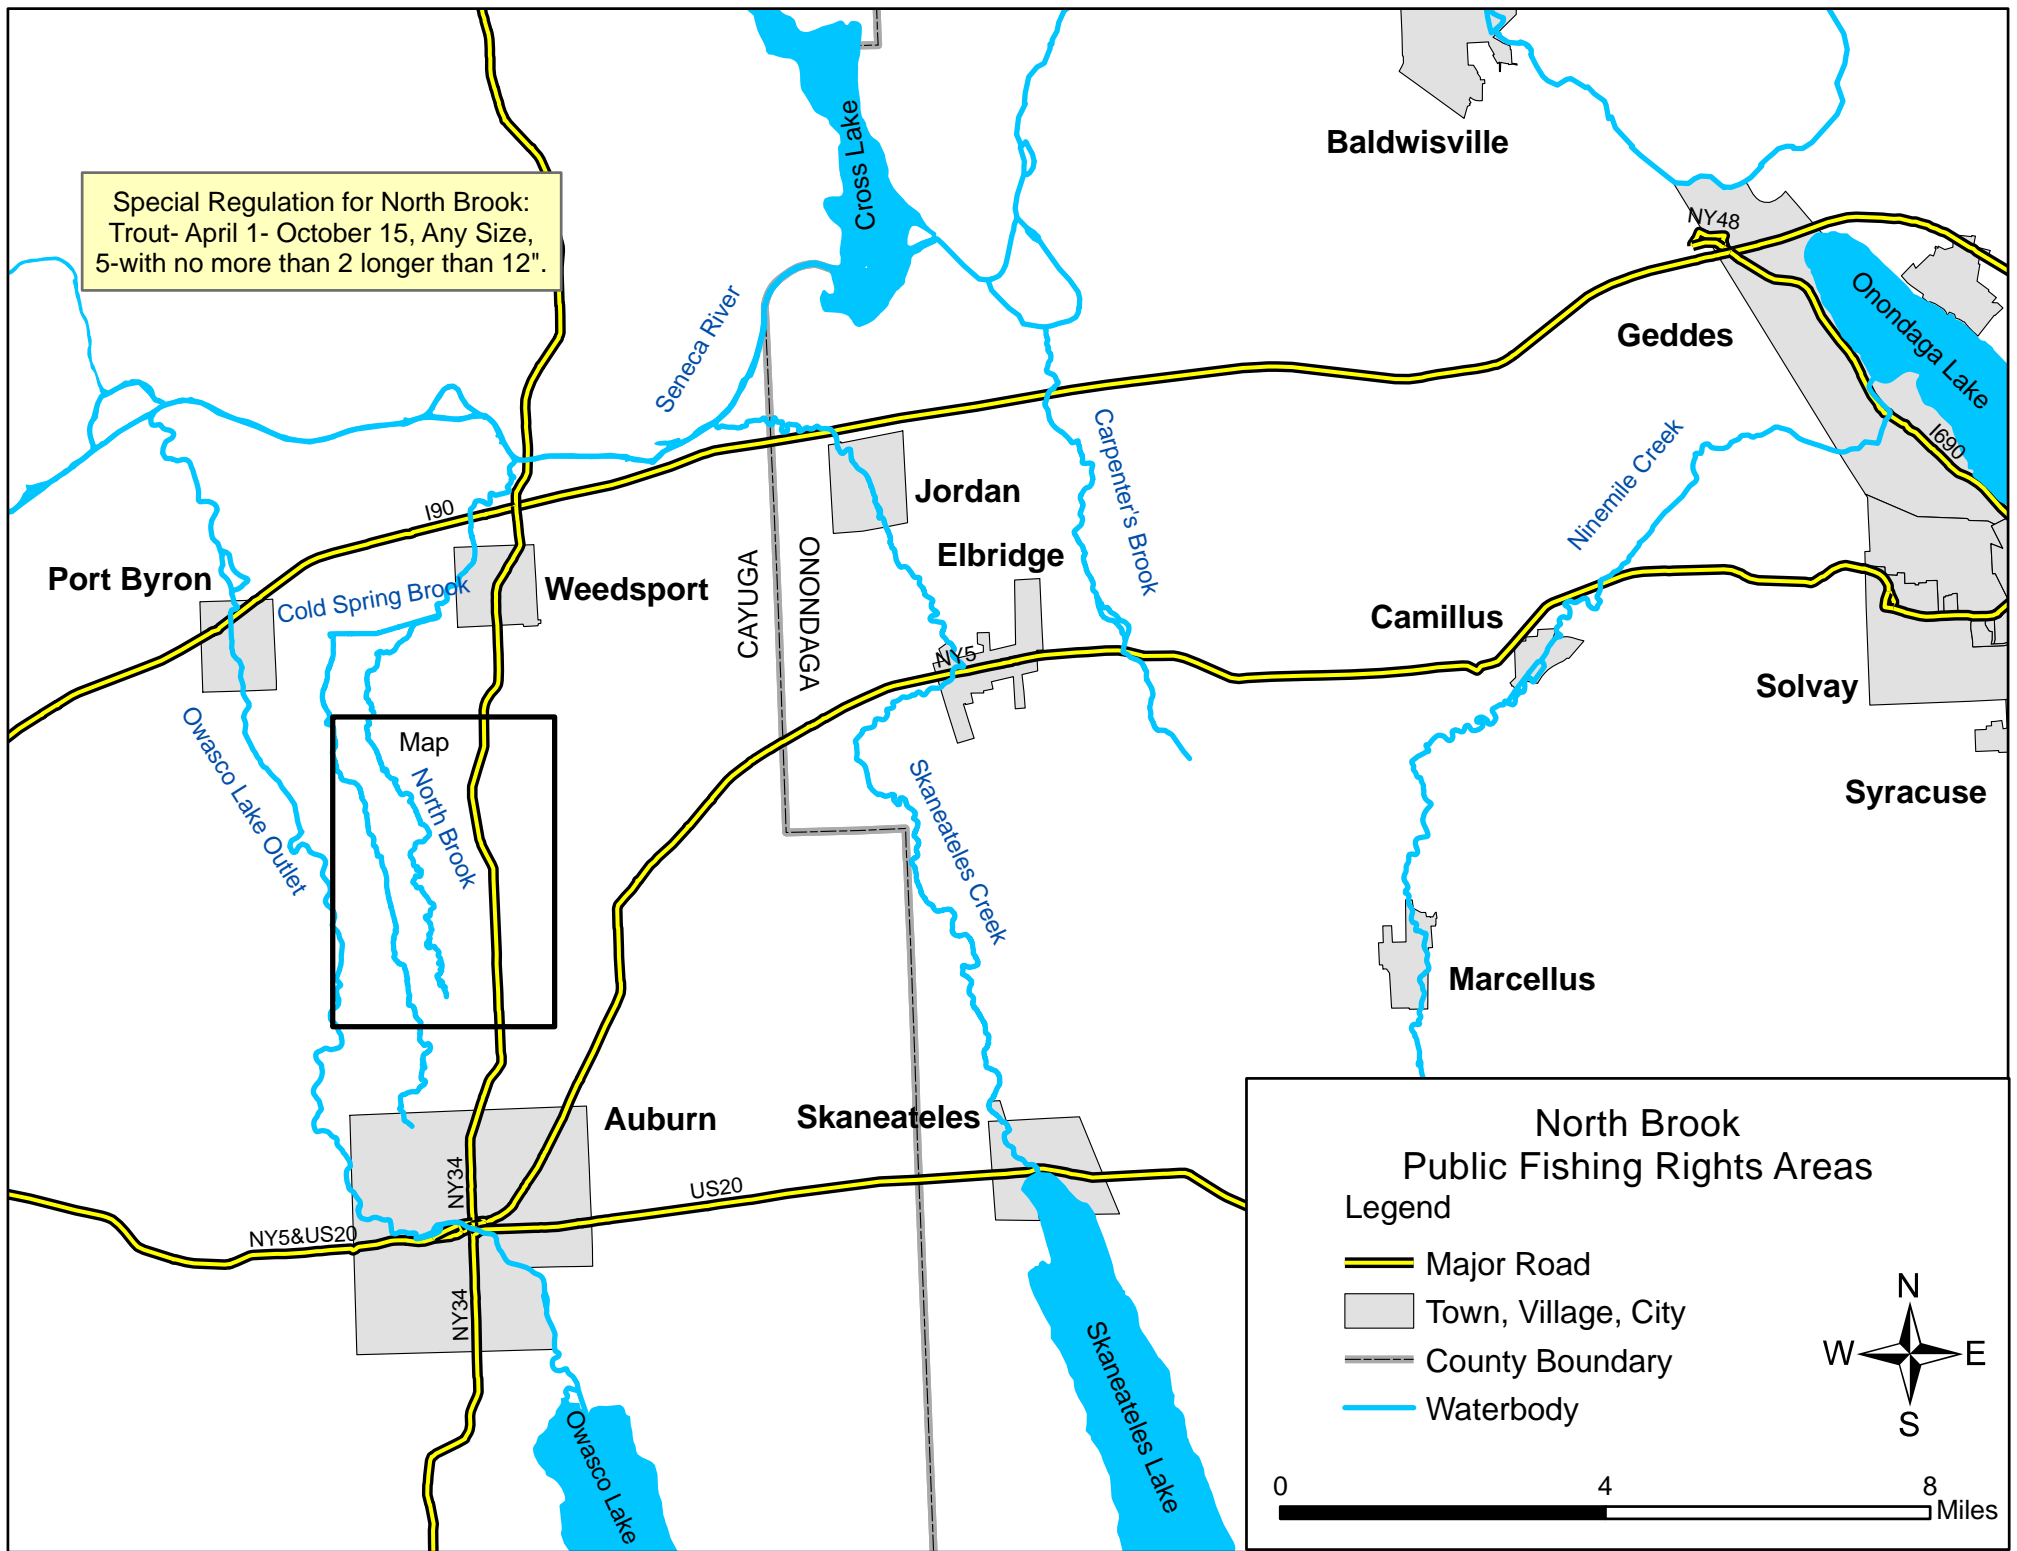 Special Regulation for North Brook:
Trout- April 1- October 15, Any Size,
5-with no more than 2 longer than 12".
Cross Lake
Baldwisville
NY48
Onondaga Lake
Geddes
I690
Seneca River
Carpenter's Brook
Ninemile Creek
Jordan
I90
Elbridge
Port Byron
Cold Spring Brook
Weedsport
CAYUGA
ONONDAGA
Camillus
NY5
Solvay
Syracuse
Map
Owasco Lake Outlet
North Brook
Skaneateles Creek
Marcellus
Auburn
Skaneateles
NY34
US20
NY5&US20
NY34
Owasco Lake
Skaneateles Lake
North Brook
Public Fishing Rights Areas
Legend
Major Road
Town, Village, City
County Boundary
Waterbody
N
W
E
S
0
4
8
Miles